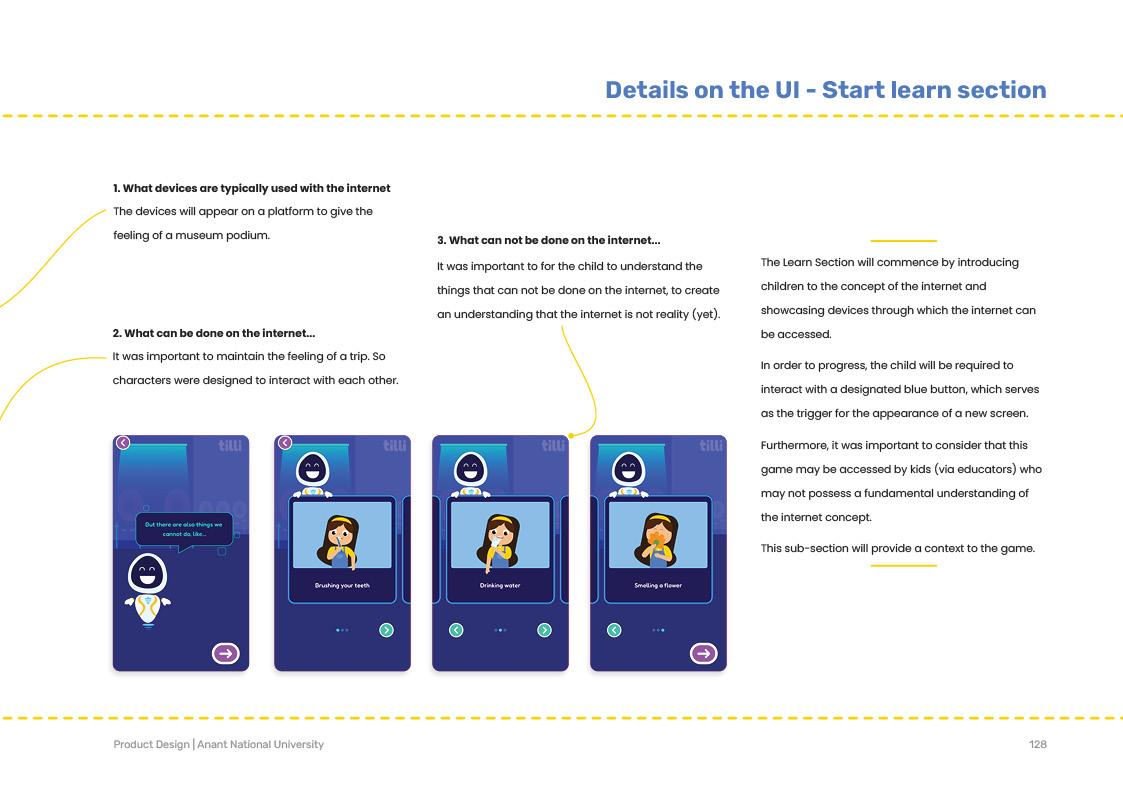 Details on the UI - Start learn section
1. What devices are typically used with the internet
The devices will appear on a platform to give the
feeling of a museum podium.
2. What can be done on the internet...
It was important to maintain the feeling of a trip. So
characters were designed to interact with each other.
3. What can not be done on the internet...
It was important to for the child to understand the
things that can not be done on the internet, to create
an understanding that the internet is not reality (yet).
The Learn Section will commence by introducing
children to the concept of the internet and
showcasing devices through which the internet can
be accessed.
In order to progress, the child will be required to
interact with a designated blue button, which serves
as the trigger for the appearance of a new screen.
Furthermore, it was important to consider that this
game may be accessed by kids (via educators) who
may not possess a fundamental understanding of
the internet concept.
This sub-section will provide a context to the game.
tilli
But there are also things we
cannot do, like...
tilli
Brushing your teeth
tilli
Drinking water
tilli
Smelling a flower
Product Design | Anant National University
128